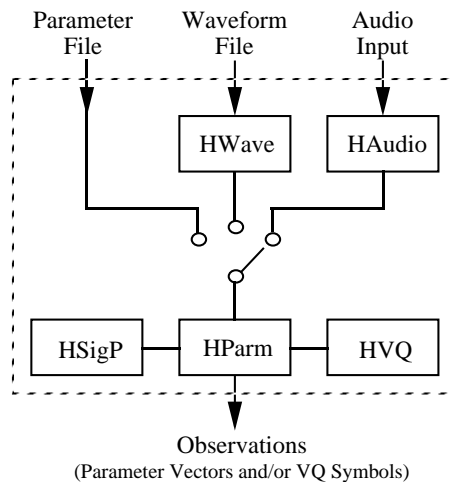 Parameter File
Waveform File
Audio Input
HWave
HAudio
HSigP
HParm
HVQ
Observations
(Parameter Vectors and/or VQ Symbols)